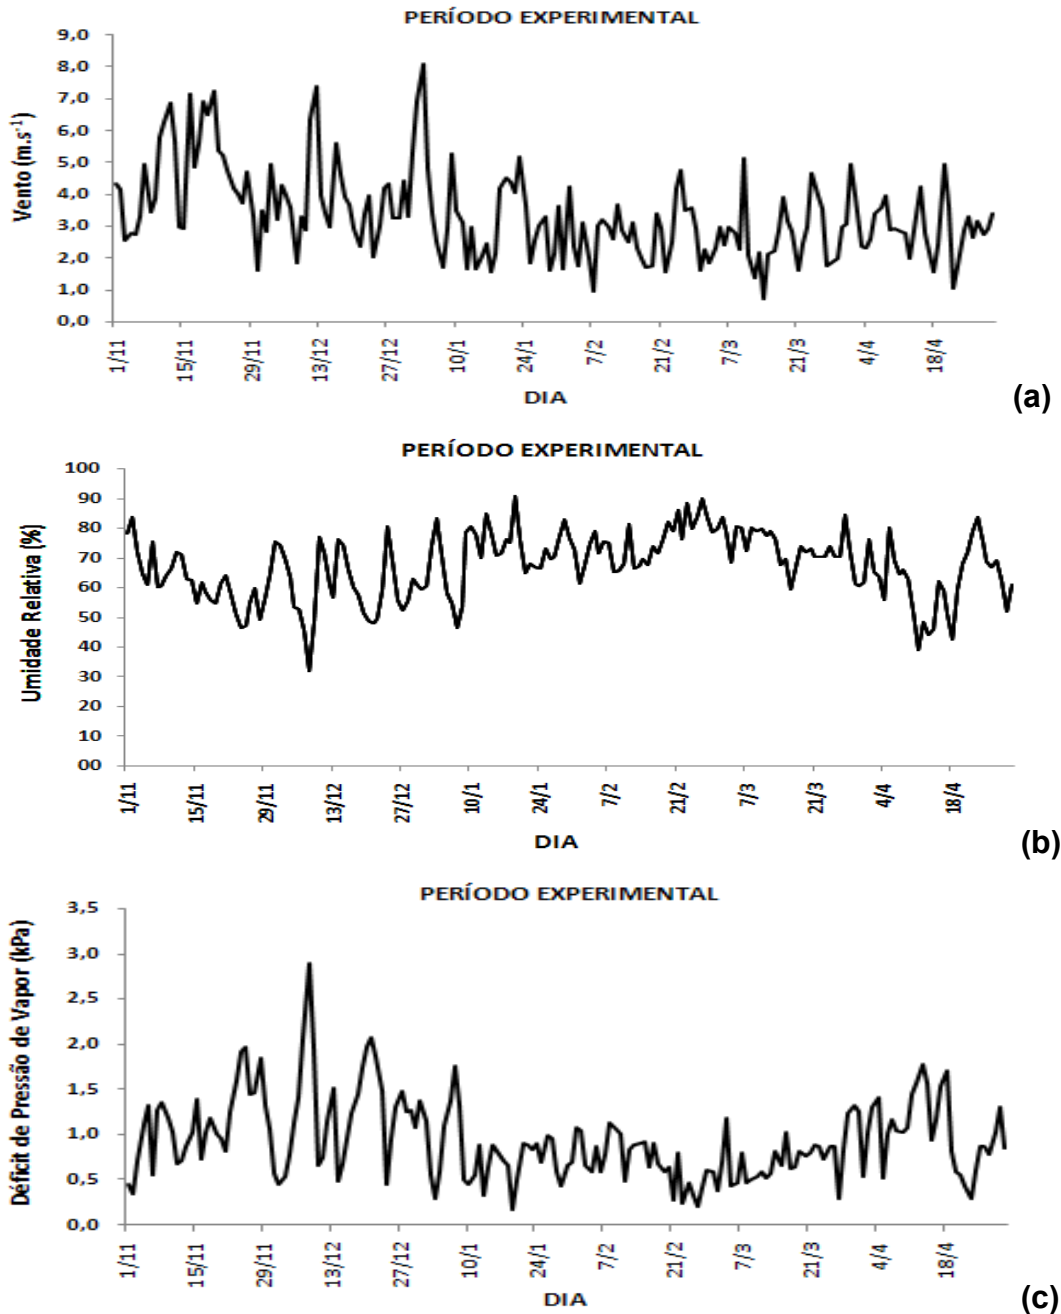 PERÍODO EXPERIMENTAL
Vento (m.s⁻¹)
9,0
8,0
7,0
6,0
5,0
4,0
3,0
2,0
1,0
0,0
1/11 15/11 29/11 13/12 27/12 10/1 24/1 7/2 21/2 7/3 21/3 4/4 18/4
DIA
(a)
PERÍODO EXPERIMENTAL
Umidade Relativa (%)
100
90
80
70
60
50
40
30
20
10
00
1/11 15/11 29/11 13/12 27/12 10/1 24/1 7/2 21/2 7/3 21/3 4/4 18/4
DIA
(b)
PERÍODO EXPERIMENTAL
Déficit de Pressão de Vapor (kPa)
3,5
3,0
2,5
2,0
1,5
1,0
0,5
0,0
1/11 15/11 29/11 13/12 27/12 10/1 24/1 7/2 21/2 7/3 21/3 4/4 18/4
DIA
(c)